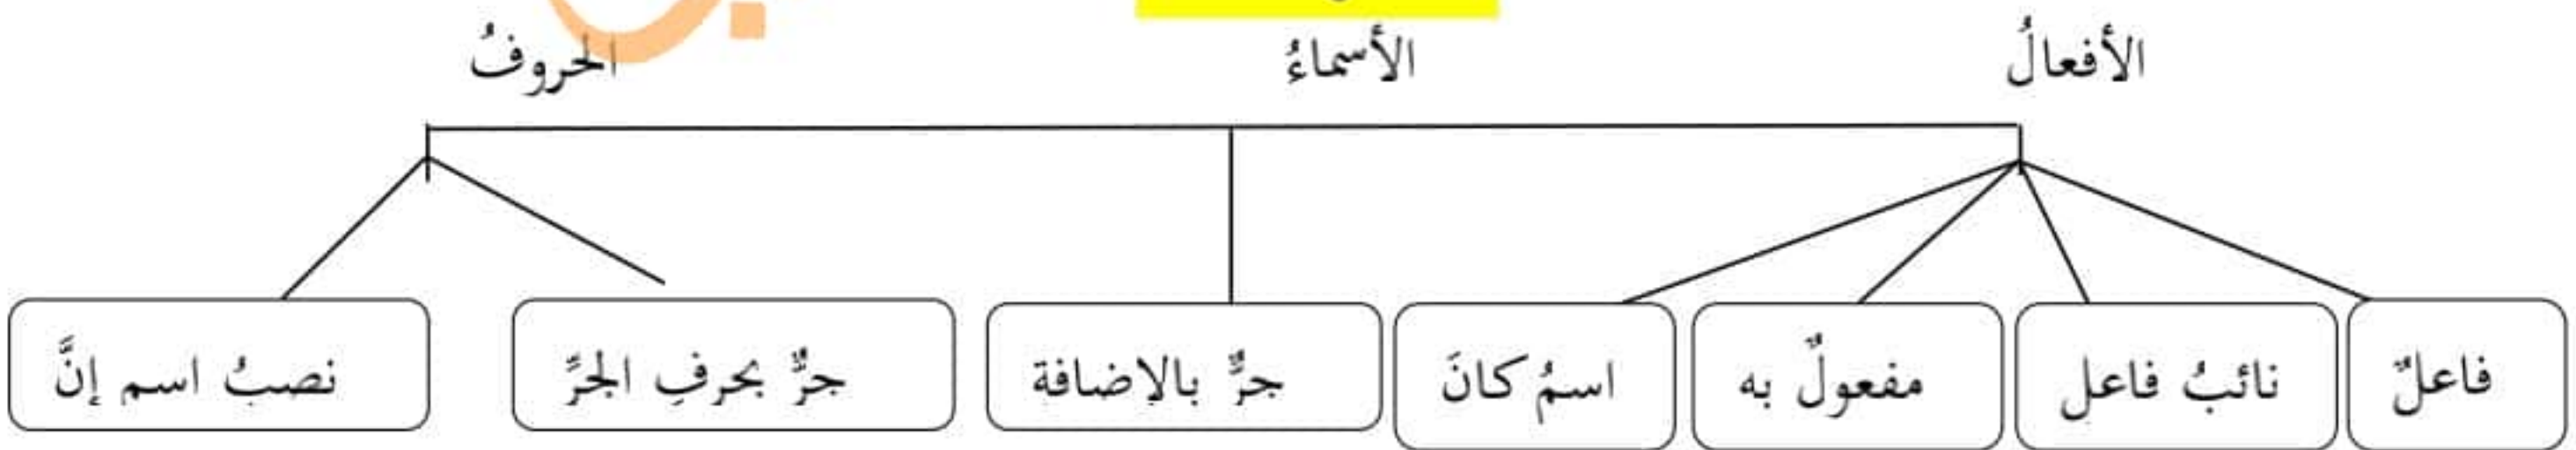 الأفعالُ الأسماءُ الحروفُ
فاعلٌ نائبُ فاعلٍ مفعولٌ به اسمُ كانَ جرٌّ بالإضافة جرٌّ بحرفِ الجرِّ نصبُ اسم إنَّ